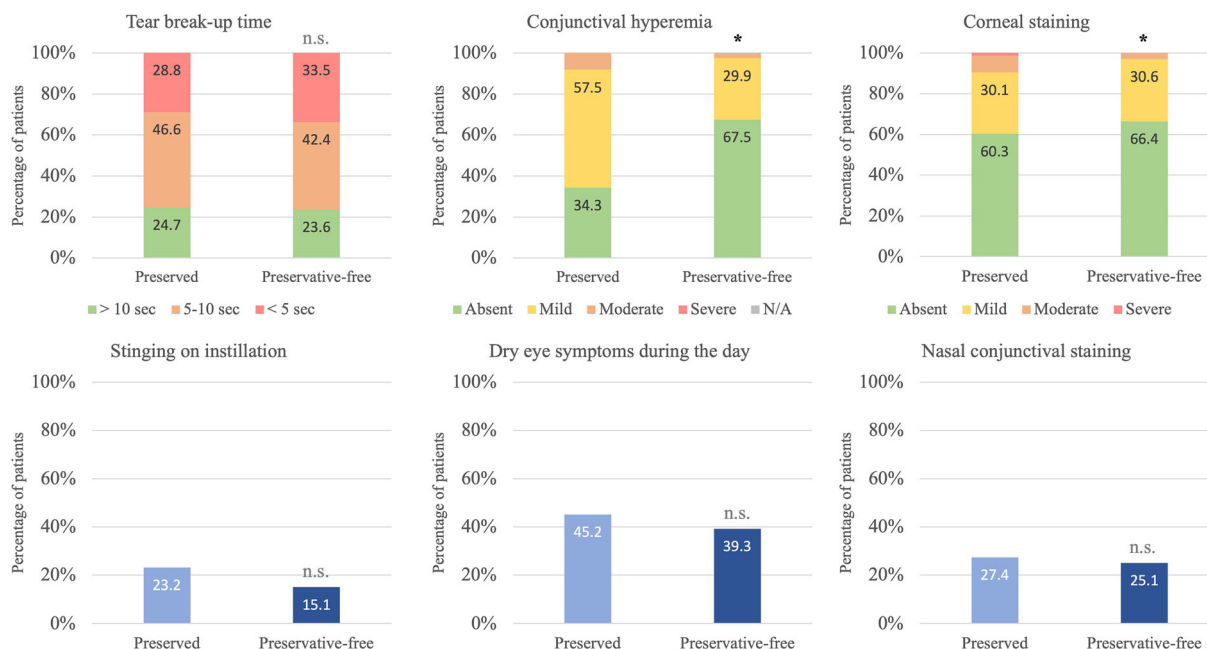 Tear break-up time
n.s.
Percentage of patients
100%
80%
60%
40%
20%
0%
28.8
46.6
24.7
33.5
42.4
23.6
Preserved
Preservative-free
> 10 sec
5-10 sec
< 5 sec
Conjunctival hyperemia
*
Percentage of patients
100%
80%
60%
40%
20%
0%
57.5
34.3
29.9
67.5
Preserved
Preservative-free
Absent
Mild
Moderate
Severe
N/A
Corneal staining
*
Percentage of patients
100%
80%
60%
40%
20%
0%
30.1
60.3
30.6
66.4
Preserved
Preservative-free
Absent
Mild
Moderate
Severe
Stinging on instillation
Percentage of patients
100%
80%
60%
40%
20%
0%
23.2
n.s.
15.1
Preserved
Preservative-free
Dry eye symptoms during the day
Percentage of patients
100%
80%
60%
40%
20%
0%
45.2
n.s.
39.3
Preserved
Preservative-free
Nasal conjunctival staining
Percentage of patients
100%
80%
60%
40%
20%
0%
27.4
n.s.
25.1
Preserved
Preservative-free